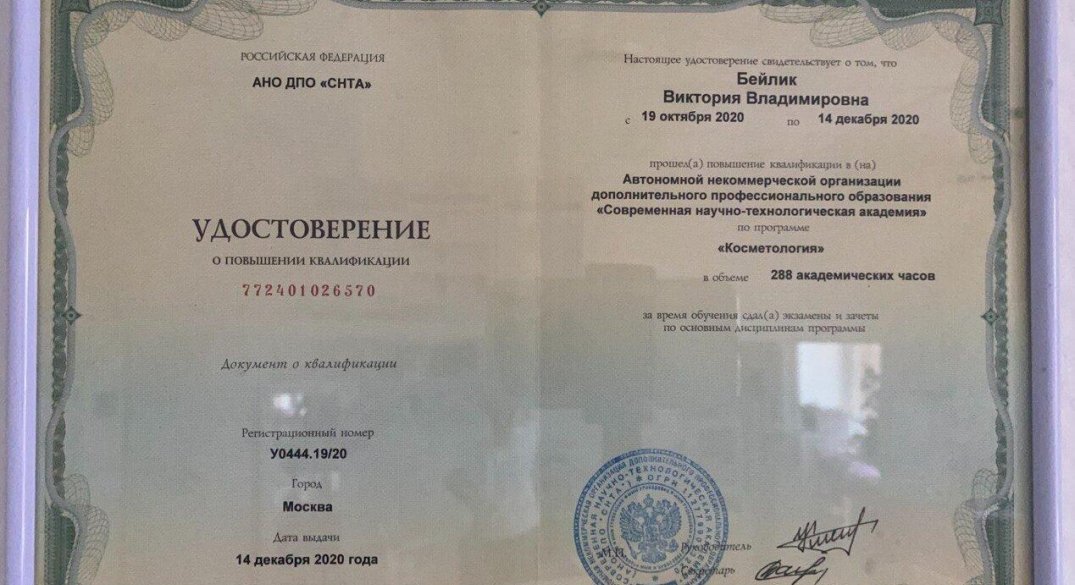 РОССИЙСКАЯ ФЕДЕРАЦИЯ
АНО ДПО «СНТА»
УДОСТОВЕРЕНИЕ
О ПОВЫШЕНИИ КВАЛИФИКАЦИИ
772401026570
Документ о квалификации
Регистрационный номер
У0444.19/20
Город
Москва
Дата выдачи
14 декабря 2020 года
Настоящее удостоверение свидетельствует о том, что
Бейлик
Виктория Владимировна
с 19 октября 2020 по 14 декабря 2020
прошел(а) повышение квалификации в (на)
Автономной некоммерческой организации
дополнительного профессионального образования
«Современная научно-технологическая академия»
по программе
«Косметология»
в объеме 288 академических часов
за время обучения сдал(а) экзамены и зачеты
по основным дисциплинам программы
М.П.
Руководитель
Секретарь